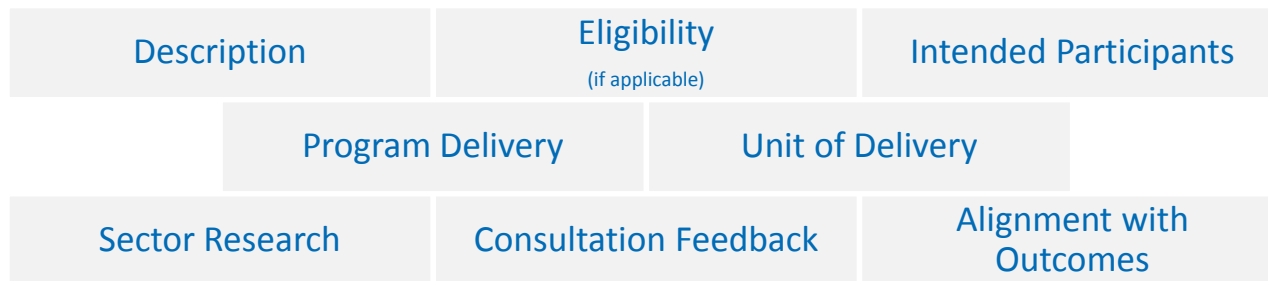 Description
Eligibility
(if applicable)
Intended Participants
Program Delivery
Unit of Delivery
Sector Research
Consultation Feedback
Alignment with
Outcomes